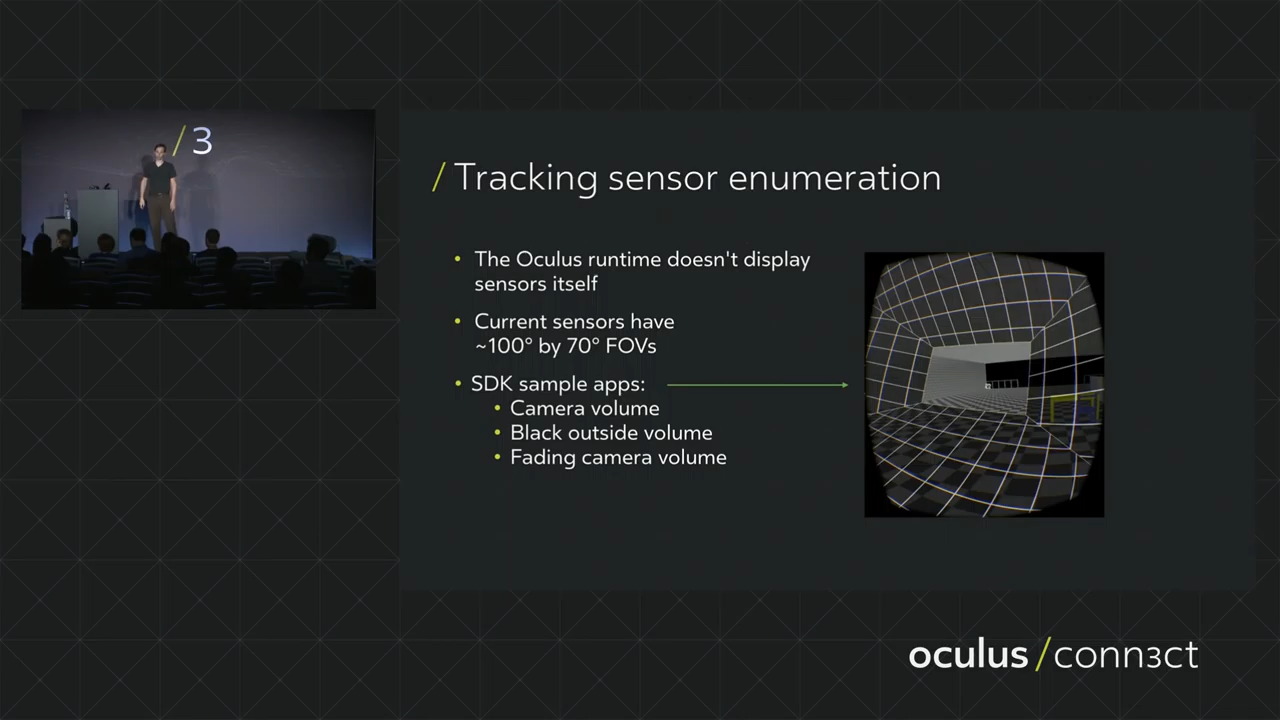 /3
/ Tracking sensor enumeration
• The Oculus runtime doesn't display
sensors itself
• Current sensors have
~100° by 70° FOVs
• SDK sample apps:
• Camera volume
• Black outside volume
• Fading camera volume
oculus/conn3ct